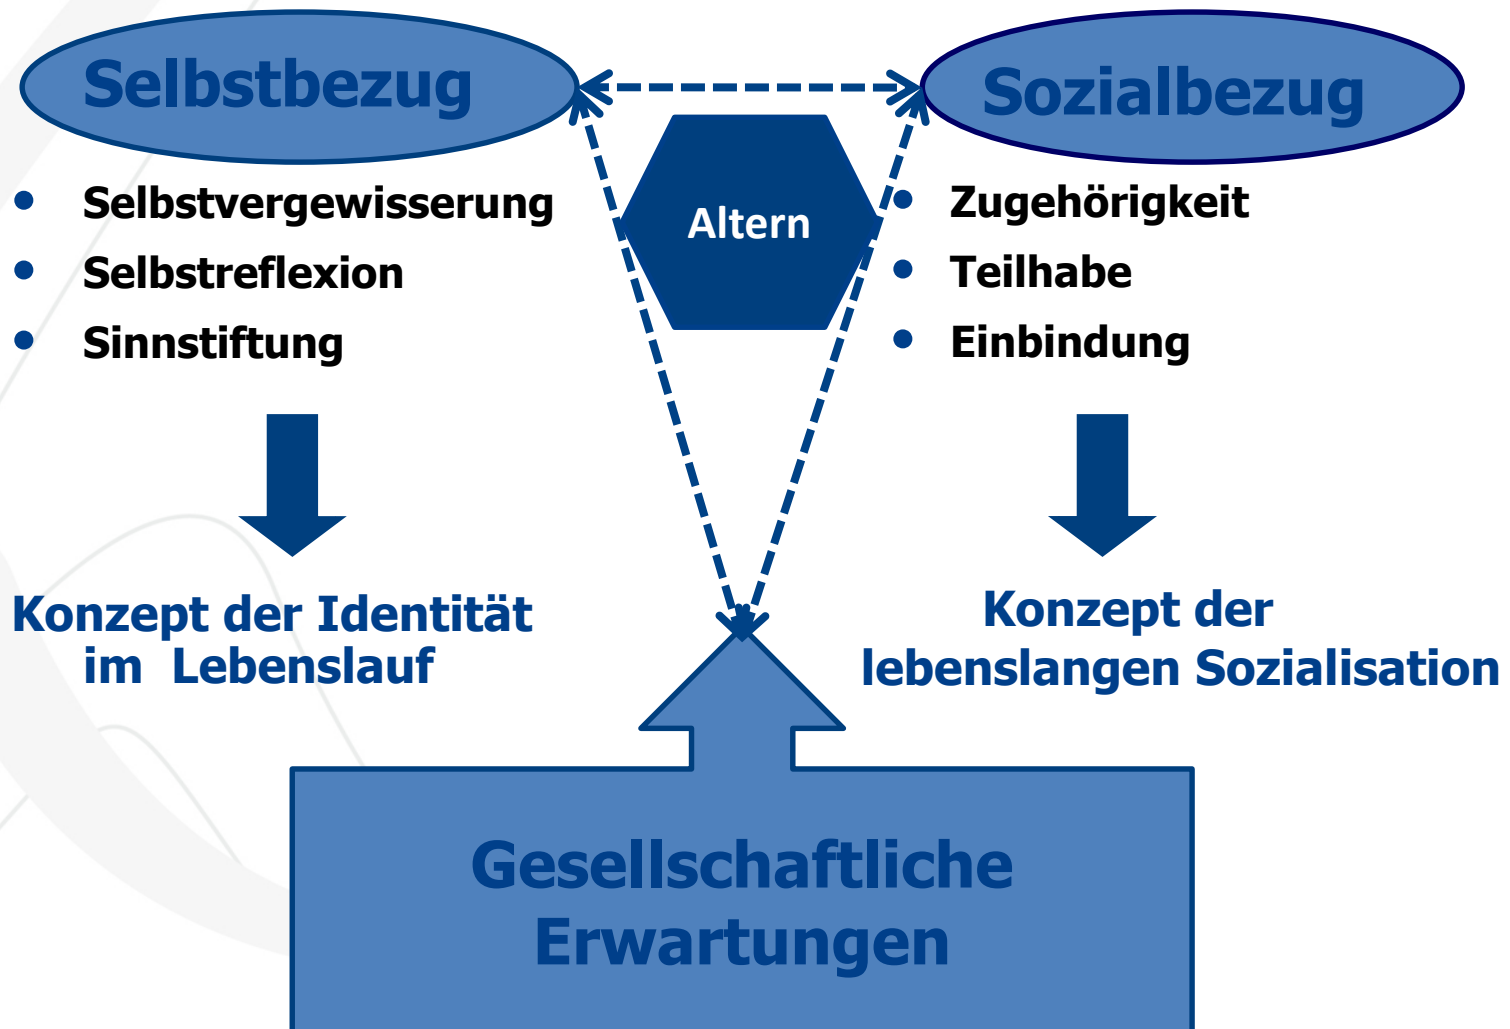 Selbstbezug
Sozialbezug
Altern
• Selbstvergewisserung
• Selbstreflexion
• Sinnstiftung
• Zugehörigkeit
• Teilhabe
• Einbindung
Konzept der Identität
im Lebenslauf
Konzept der
lebenslangen Sozialisation
Gesellschaftliche
Erwartungen